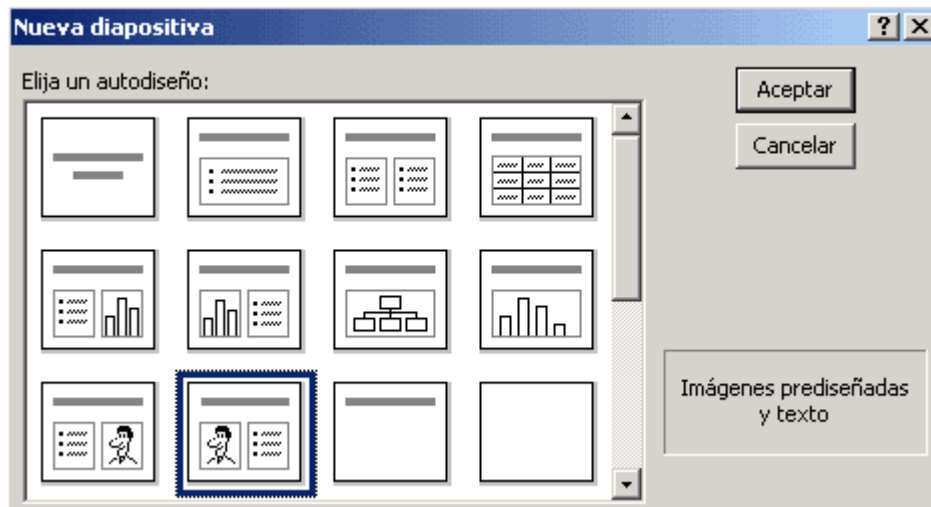 Nueva diapositiva
Elija un autodiseño:
Aceptar
Cancelar
Imágenes prediseñadas
y texto